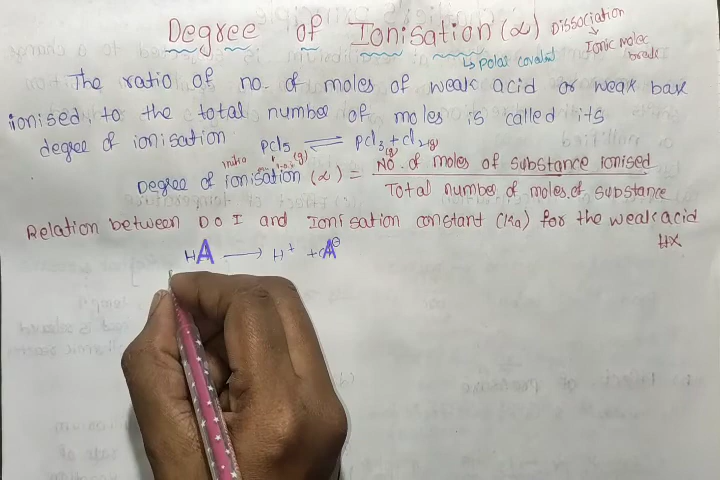 Degree of Ionisation (α) Dissociation
↓
Ionic molec
break
↳ Polar covalent
The ratio of no. of moles of weak acid or weak base
ionised to the total number of moles is called its
degree of ionisation
PCl5 ⇌ PCl3 + Cl2(g)
(g) (g)
Degree of ionisation (α) = No. of moles of substance ionised
Total number of moles of substance
Relation between D O I and Ionisation constant (Ka) for the weak acid
HX
HA → H+ + A⊖